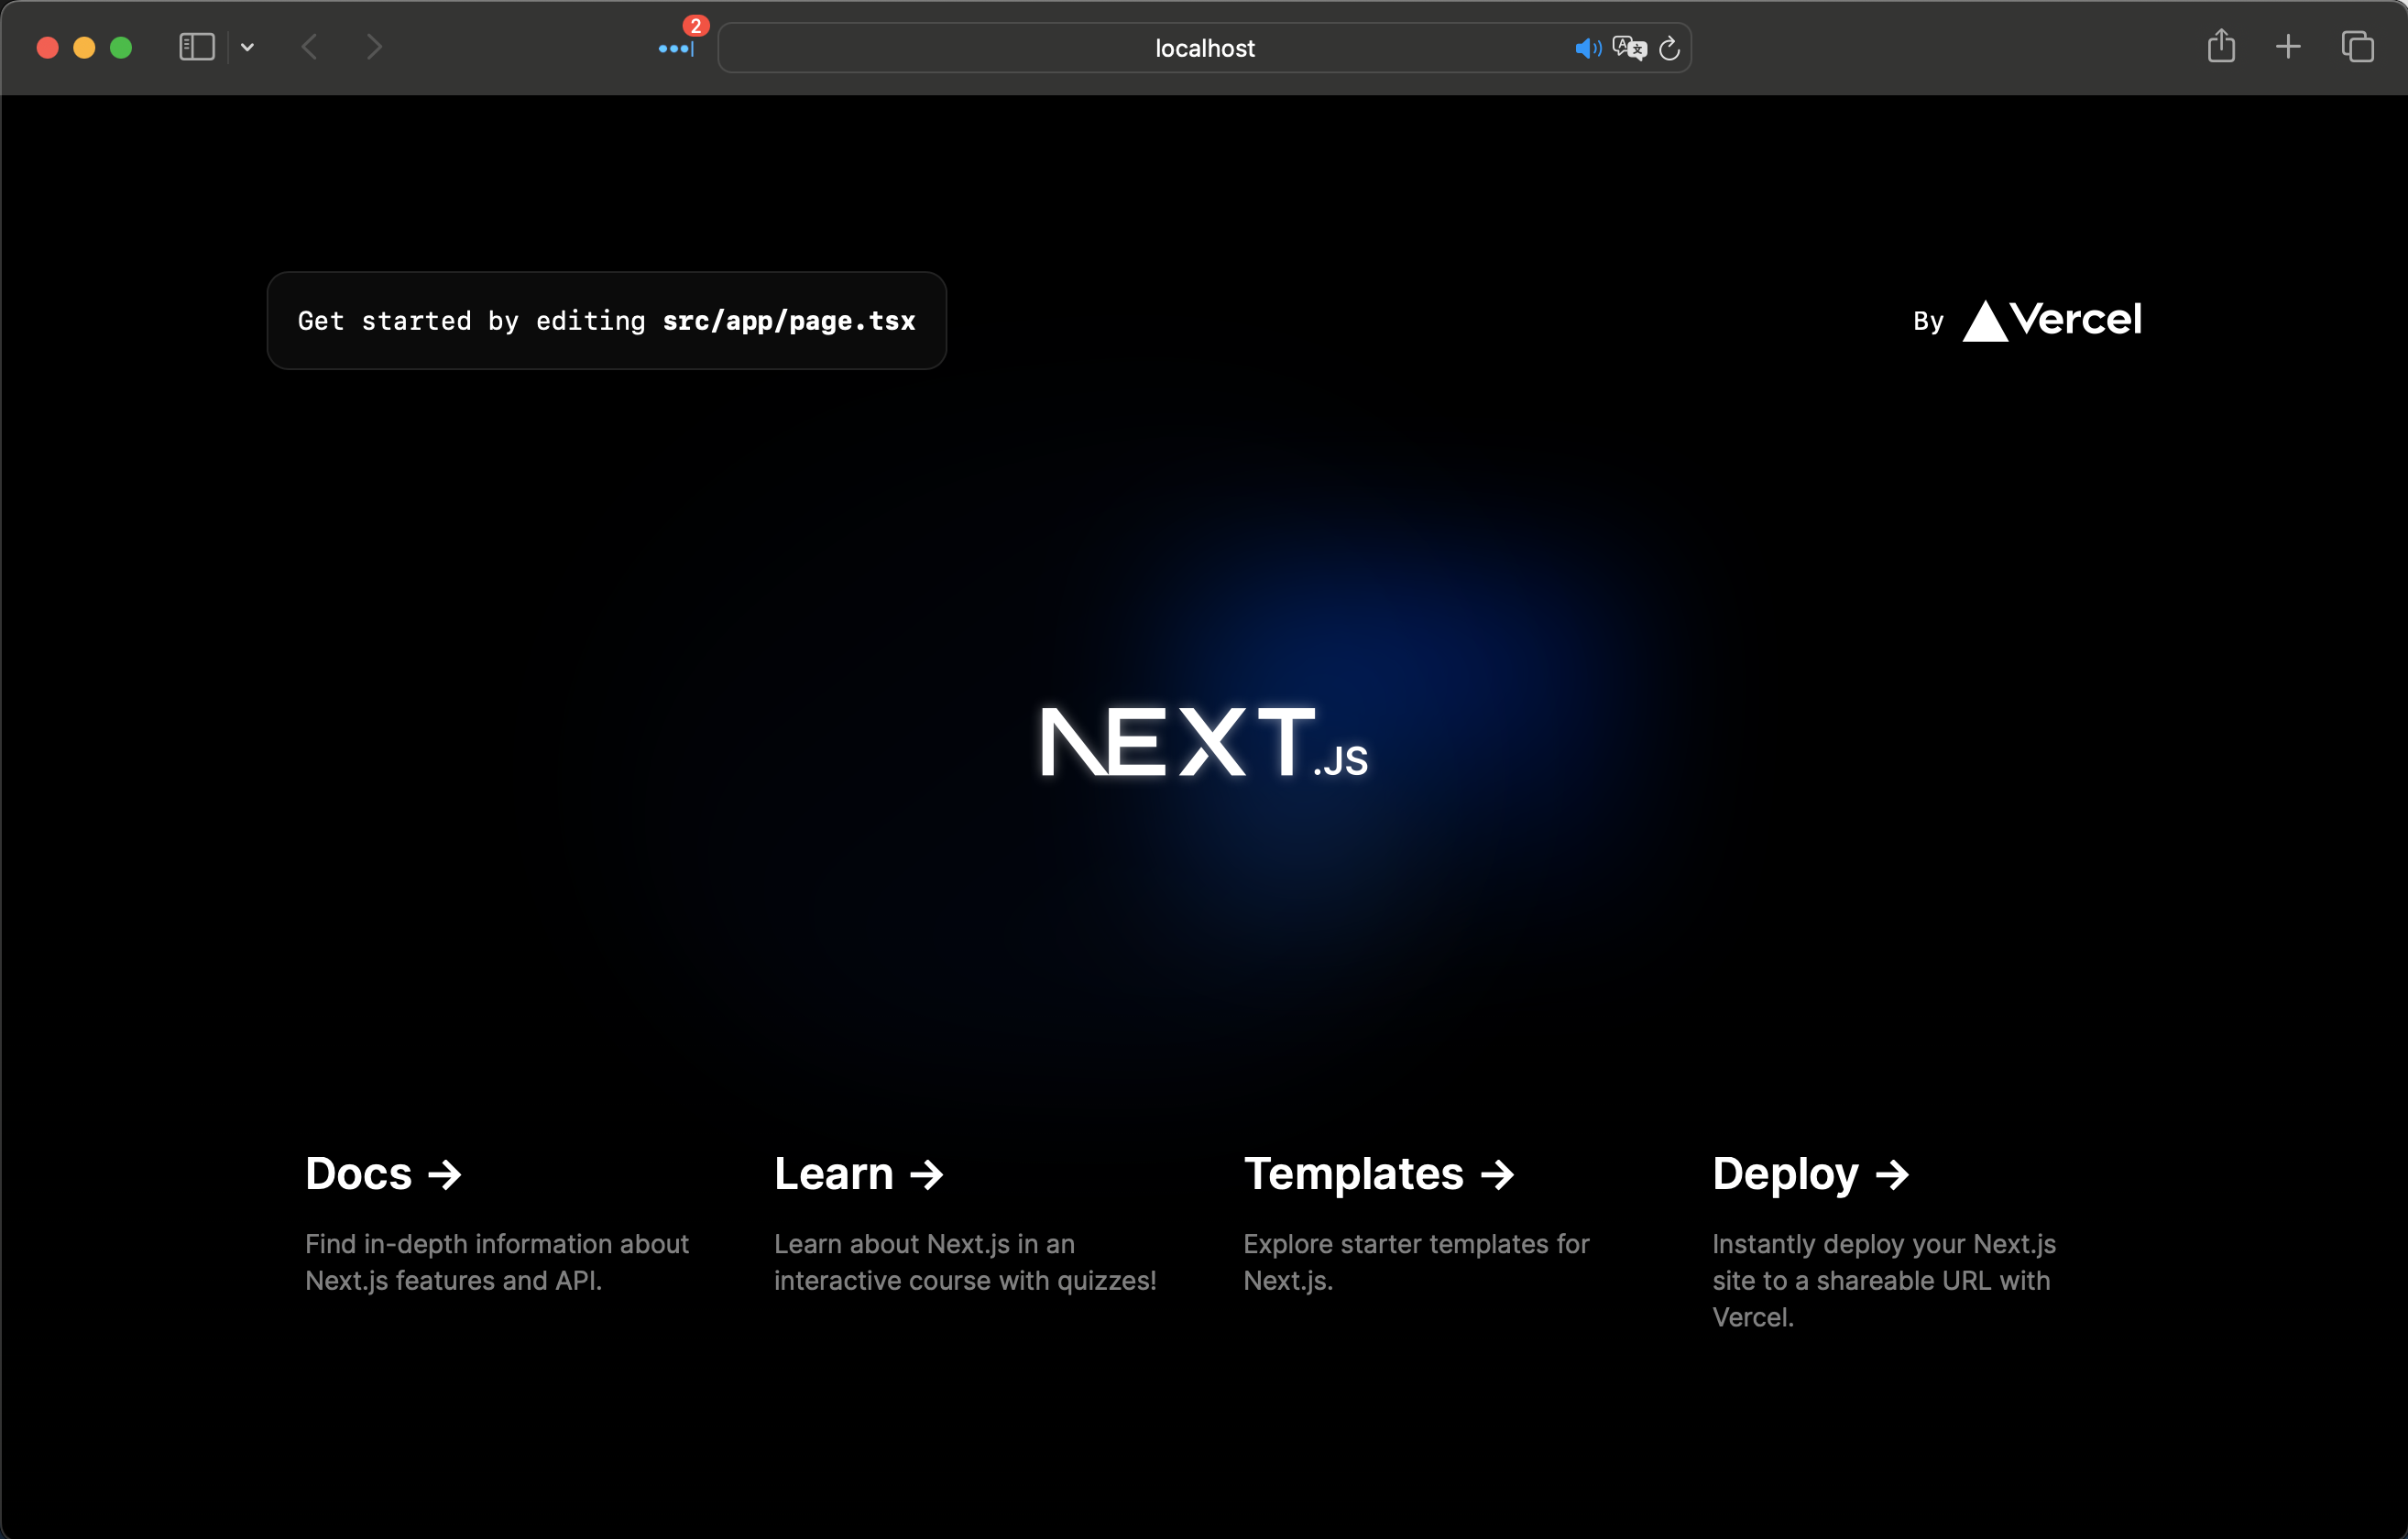 2
localhost
Get started by editing src/app/page.tsx
By Vercel
NEXT.JS
Docs →
Find in-depth information about
Next.js features and API.
Learn →
Learn about Next.js in an
interactive course with quizzes!
Templates →
Explore starter templates for
Next.js.
Deploy →
Instantly deploy your Next.js
site to a shareable URL with
Vercel.